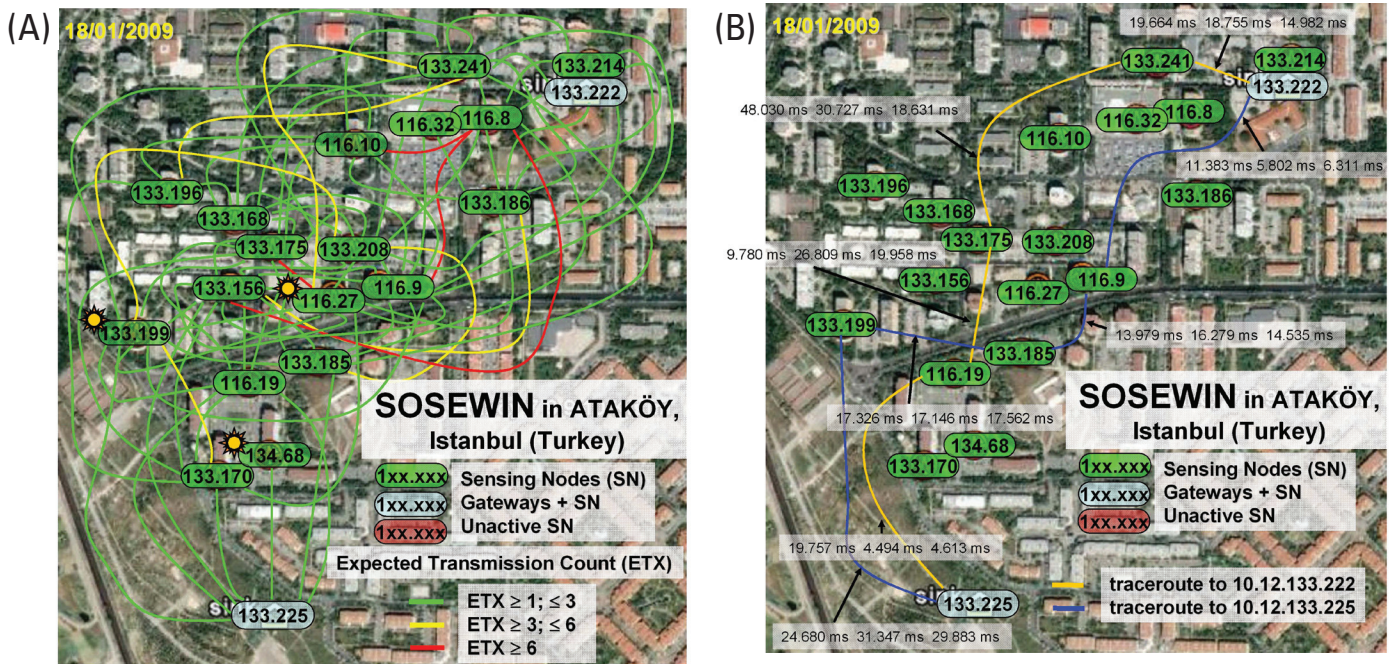 (A)
18/01/2009
133.241
133.214
133.222
116.8
116.32
116.10
133.196
133.186
133.168
133.175
133.208
133.156
116.9
116.27
133.199
133.185
116.19
134.68
133.170
133.225
SOSEWIN in ATAKÖY,
Istanbul (Turkey)
1xx.xxx Sensing Nodes (SN)
1xx.xxx Gateways + SN
1xx.xxx Unactive SN
Expected Transmission Count (ETX)
ETX ≥ 1; ≤ 3
ETX ≥ 3; ≤ 6
ETX ≥ 6
(B)
18/01/2009
19.664 ms 18.755 ms 14.982 ms
133.241
133.214
133.222
48.030 ms 30.727 ms 18.631 ms
116.8
116.32
116.10
11.383 ms 5.802 ms 6.311 ms
133.196
133.186
133.168
133.175
133.208
9.780 ms 26.809 ms 19.958 ms
133.156
116.9
116.27
133.199
13.979 ms 16.279 ms 14.535 ms
133.185
116.19
17.326 ms 17.146 ms 17.562 ms
134.68
133.170
SOSEWIN in ATAKÖY,
Istanbul (Turkey)
1xx.xxx Sensing Nodes (SN)
1xx.xxx Gateways + SN
1xx.xxx Unactive SN
19.757 ms 4.494 ms 4.613 ms
traceroute to 10.12.133.222
traceroute to 10.12.133.225
133.225
24.680 ms 31.347 ms 29.883 ms